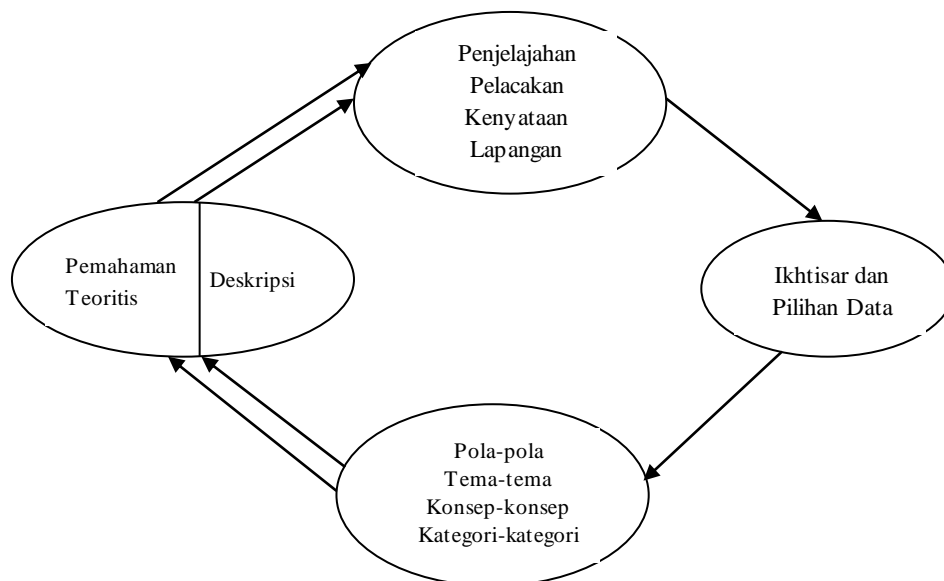 Penjelajahan
Pelacakan
Kenyataan
Lapangan
Pemahaman
Teoritis
Deskripsi
Ikhtisar dan
Pilihan Data
Pola-pola
Tema-tema
Konsep-konsep
Kategori-kategori